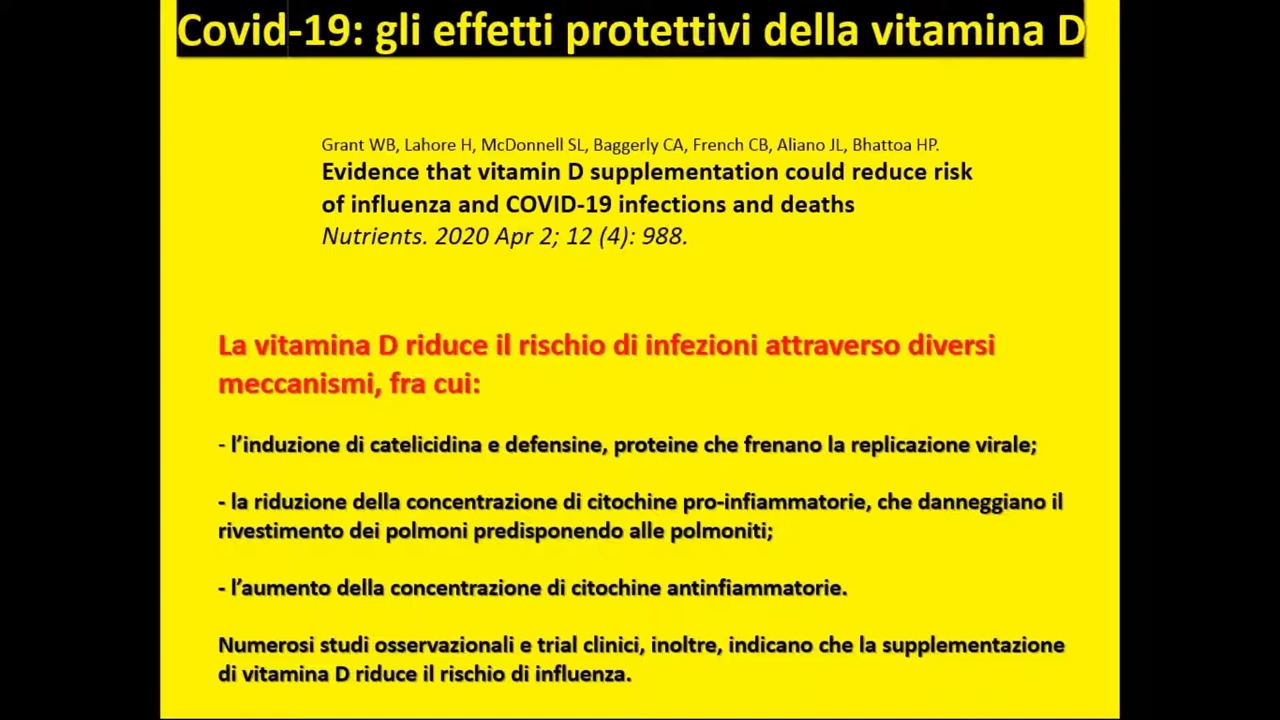 Covid-19: gli effetti protettivi della vitamina D
Grant WB, Lahore H, McDonnell SL, Baggerly CA, French CB, Aliano JL, Bhattoa HP.
Evidence that vitamin D supplementation could reduce risk
of influenza and COVID-19 infections and deaths
Nutrients. 2020 Apr 2; 12 (4): 988.
La vitamina D riduce il rischio di infezioni attraverso diversi
meccanismi, fra cui:
- l’induzione di catelicidina e defensine, proteine che frenano la replicazione virale;
- la riduzione della concentrazione di citochine pro-infiammatorie, che danneggiano il
rivestimento dei polmoni predisponendo alle polmoniti;
- l’aumento della concentrazione di citochine antinfiammatorie.
Numerosi studi osservazionali e trial clinici, inoltre, indicano che la supplementazione
di vitamina D riduce il rischio di influenza.